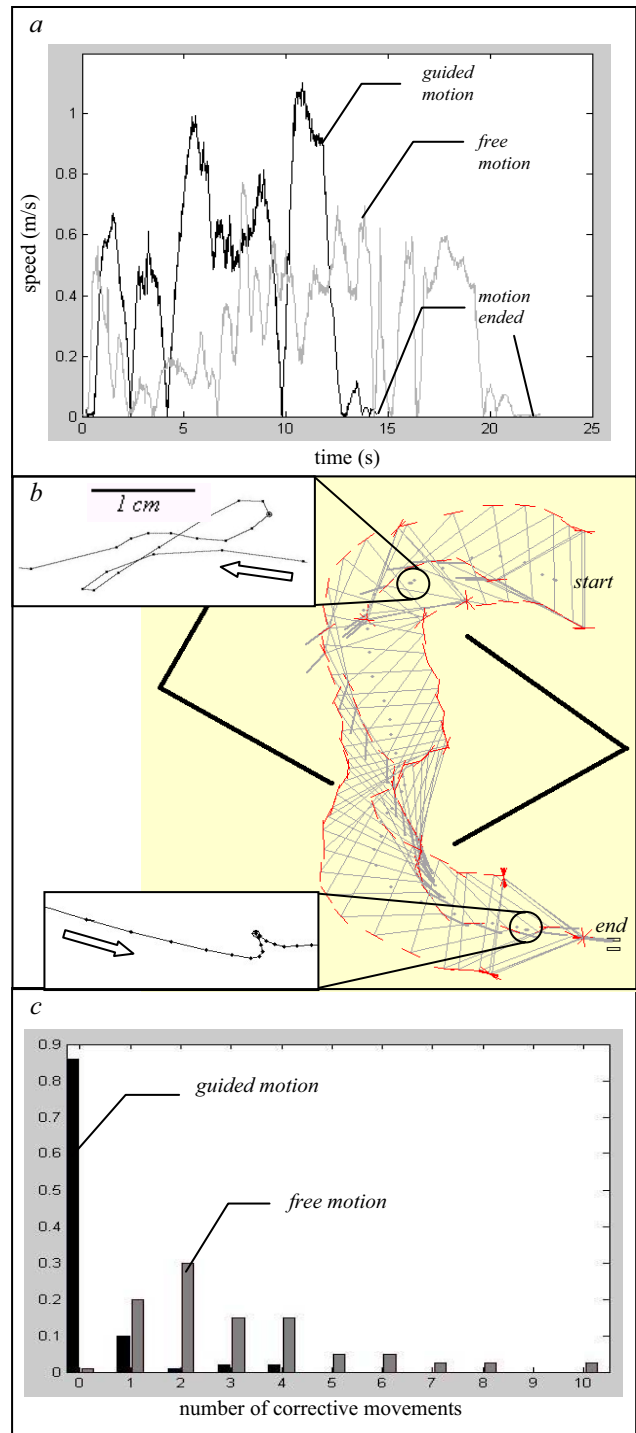 a
guided
motion
free
motion
motion
ended
speed (m/s)
1
0.8
0.6
0.4
0.2
0
0 5 10 15 20 25
time (s)
b
1 cm
start
end
c
0.9
0.8
0.7
0.6
0.5
0.4
0.3
0.2
0.1
0
guided motion
free motion
0 1 2 3 4 5 6 7 8 9 10
number of corrective movements